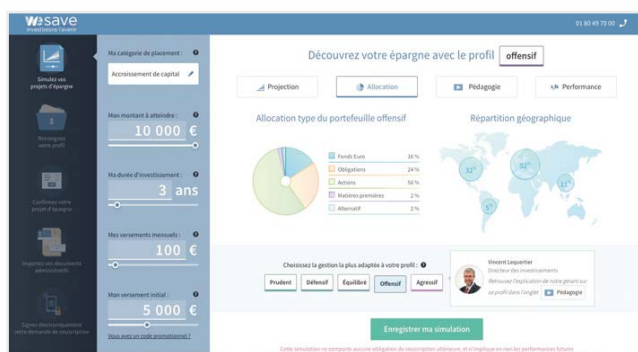 Wesave
investissons l'avenir
01 80 49 70 00
Simulez vos
projets d'épargne
Renseignez
votre profil
Confirmez votre
projet d'épargne
Importez vos documents
administratifs
Signez électroniquement
votre demande de souscription
Ma catégorie de placement :
Accroissement de capital
Mon montant à atteindre :
10 000 €
Ma durée d'investissement :
3 ans
Mes versements mensuels :
100 €
Mon versement initial :
5 000 €
Vous avez un code promotionnel ?
Découvrez votre épargne avec le profil offensif
Projection
Allocation
Pédagogie
Performance
Allocation type du portefeuille offensif
Fonds Euro 16 %
Obligations 24 %
Actions 56 %
Matières premières 2 %
Alternatif 2 %
Répartition géographique
32%
52%
11%
5%
Choisissez la gestion la plus adaptée à votre profil :
Prudent
Défensif
Équilibré
Offensif
Agressif
Vincent Lequertier
Directeur des investissements
Retrouvez l'explication de notre gérant sur
ce profil dans l'onglet Pédagogie
Enregistrer ma simulation
Cette simulation ne comporte aucune obligation de souscription ultérieure, et n'implique en rien les performances futures